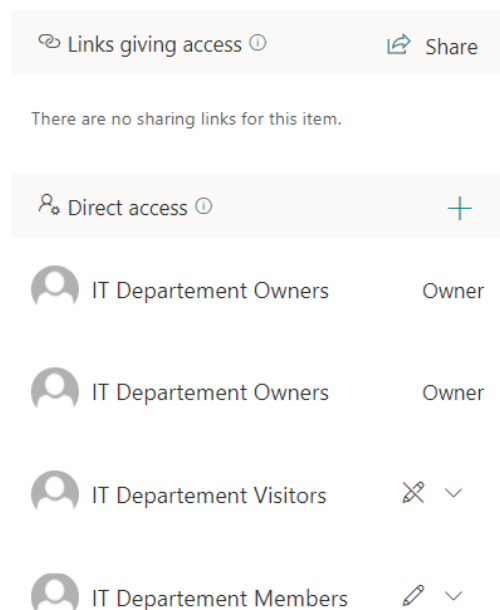 Links giving access
Share
There are no sharing links for this item.
Direct access
IT Departement Owners Owner
IT Departement Owners Owner
IT Departement Visitors
IT Departement Members